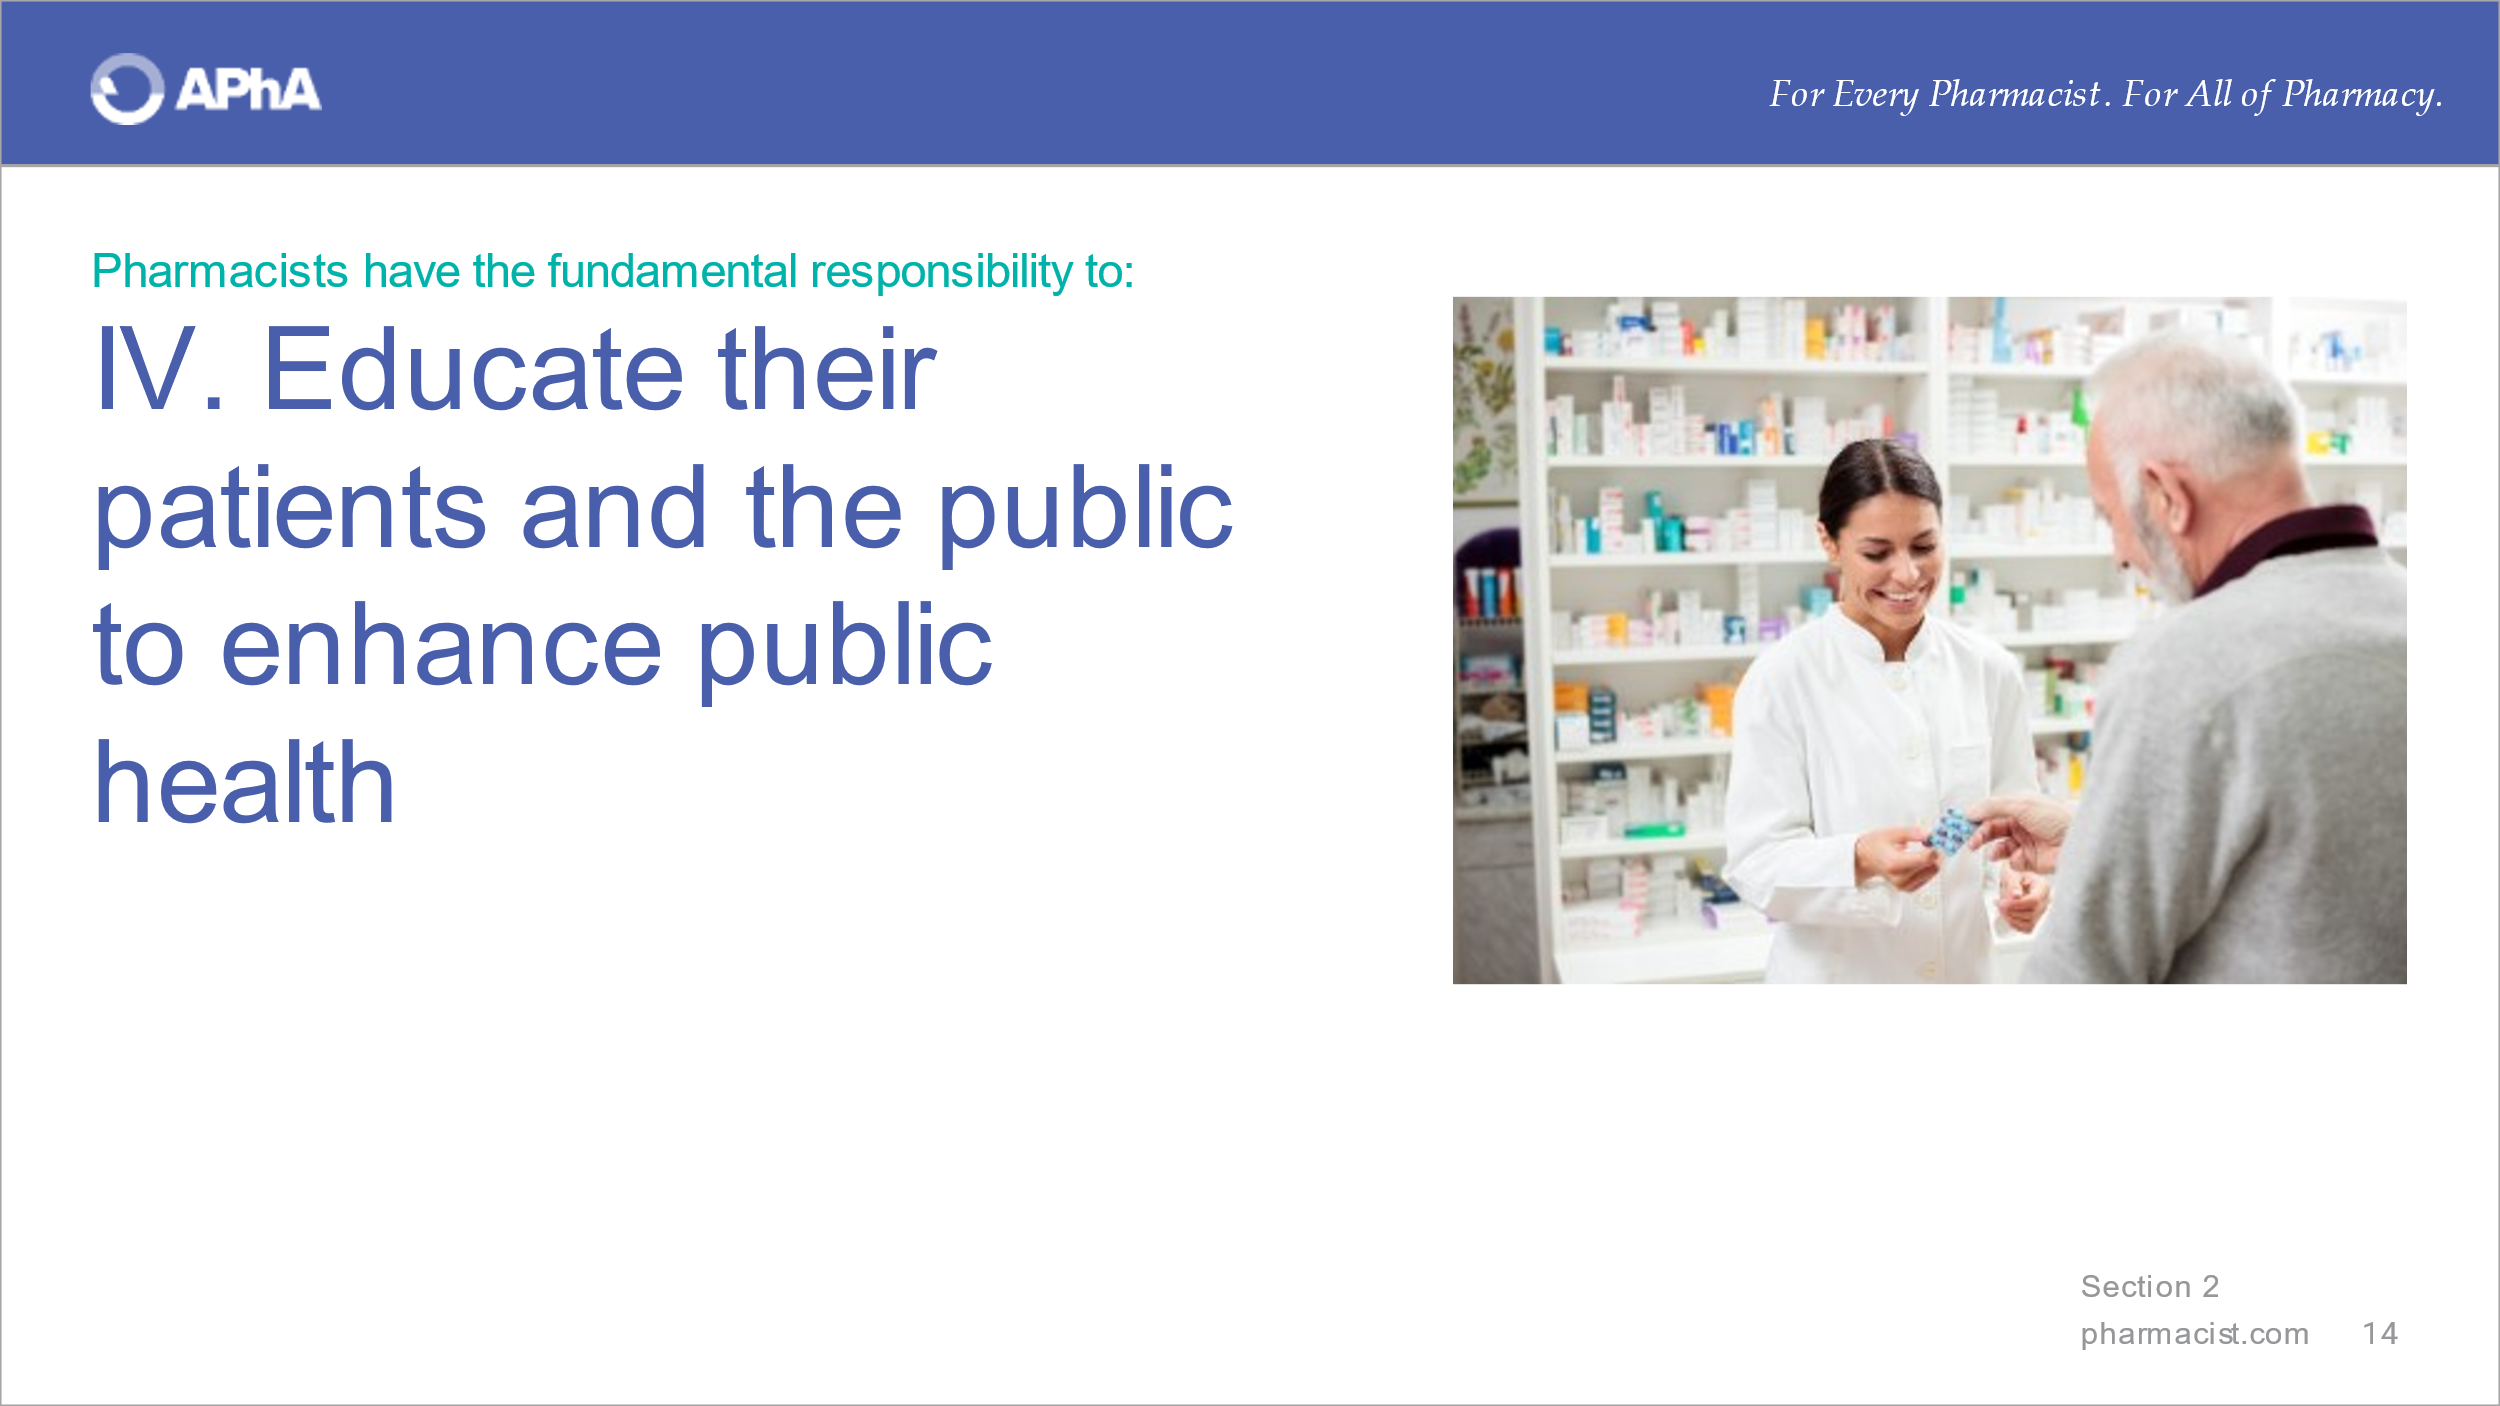 APhA
For Every Pharmacist. For All of Pharmacy.
Pharmacists have the fundamental responsibility to:
IV. Educate their
patients and the public
to enhance public
health
Section 2
pharmacist.com 14